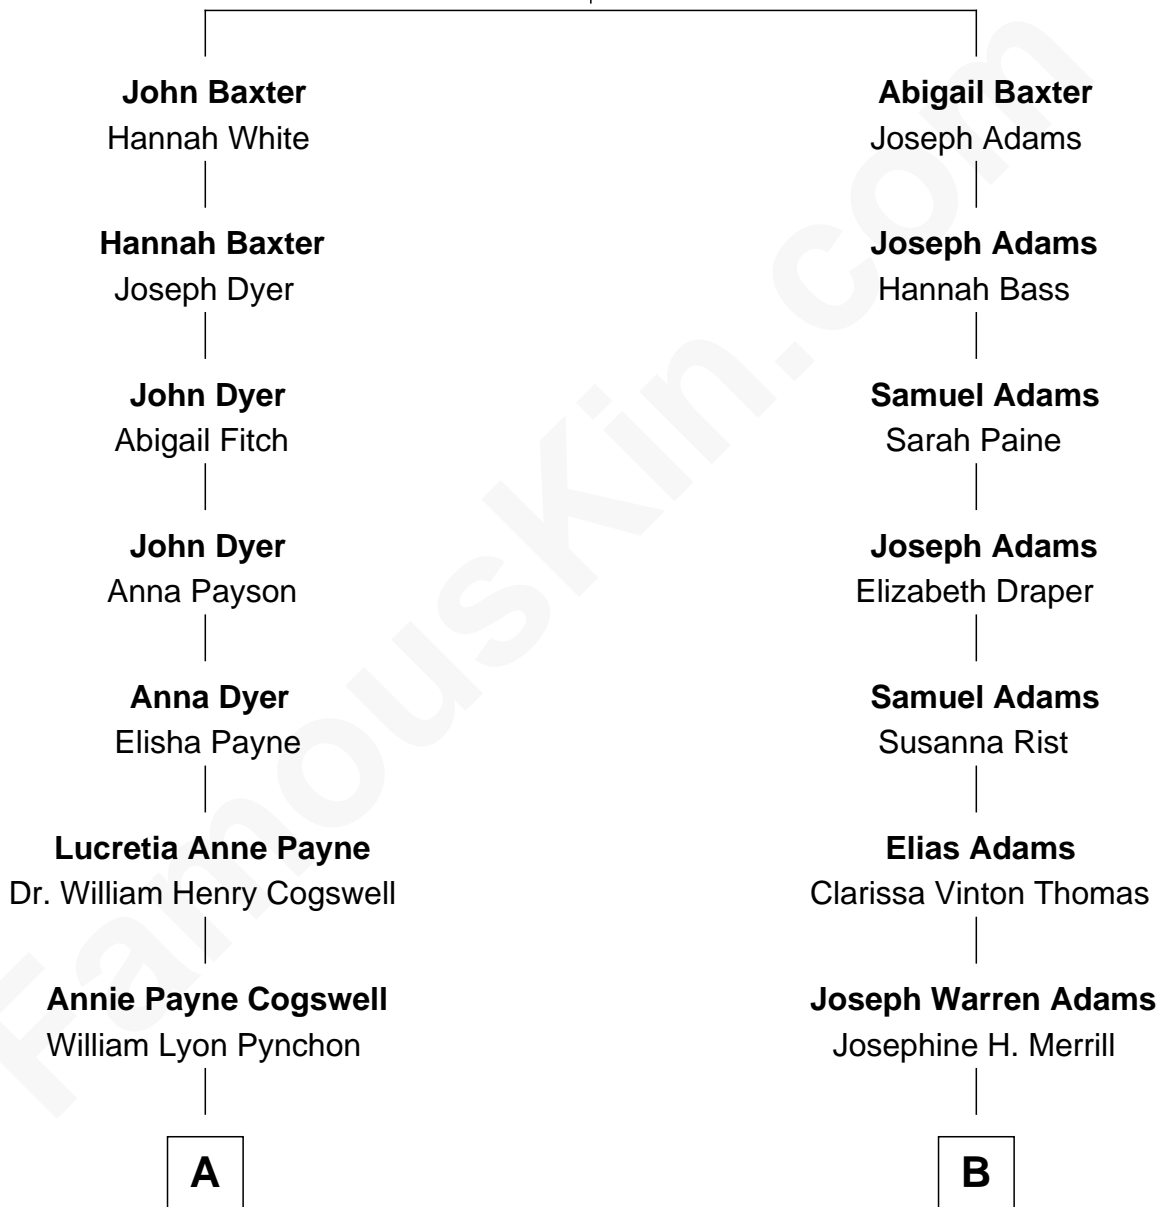 John Baxter
Hannah White
Abigail Baxter
Joseph Adams
Hannah Baxter
Joseph Dyer
Joseph Adams
Hannah Bass
John Dyer
Abigail Fitch
Samuel Adams
Sarah Paine
John Dyer
Anna Payson
Joseph Adams
Elizabeth Draper
Anna Dyer
Elisha Payne
Samuel Adams
Susanna Rist
Lucretia Anne Payne
Dr. William Henry Cogswell
Elias Adams
Clarissa Vinton Thomas
Annie Payne Cogswell
William Lyon Pynchon
Joseph Warren Adams
Josephine H. Merrill
A
B
FamousKin.com